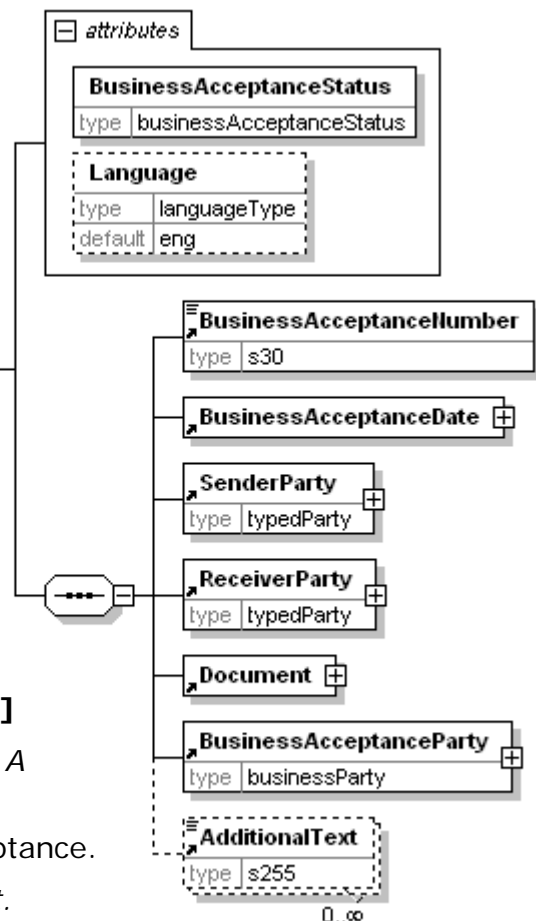 attributes
BusinessAcceptanceStatus
type businessAcceptanceStatus
Language
type languageType
default eng
BusinessAcceptanceNumber
type s30
BusinessAcceptanceDate
SenderParty
type typedParty
ReceiverParty
type typedParty
Document
]
BusinessAcceptanceParty
A
type businessParty
ptance.
AdditionalText
type s255
t.
0..∞